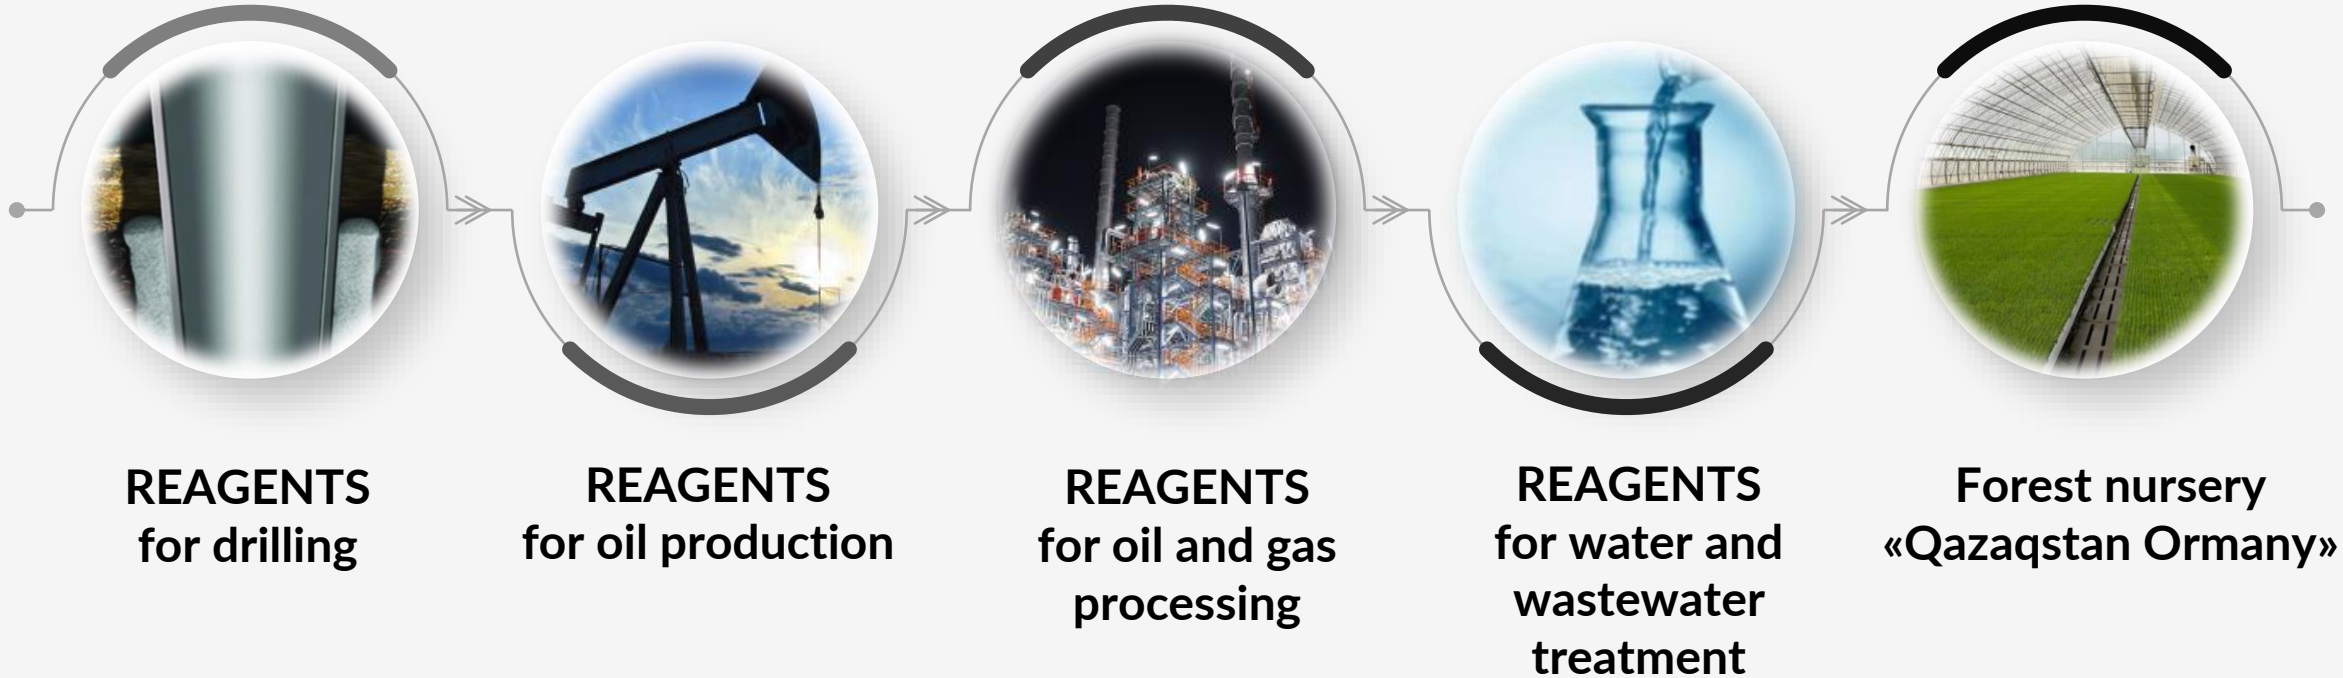 REAGENTS
for drilling
REAGENTS
for oil production
REAGENTS
for oil and gas
processing
REAGENTS
for water and
wastewater
treatment
Forest nursery
«Qazaqstan Ormany»